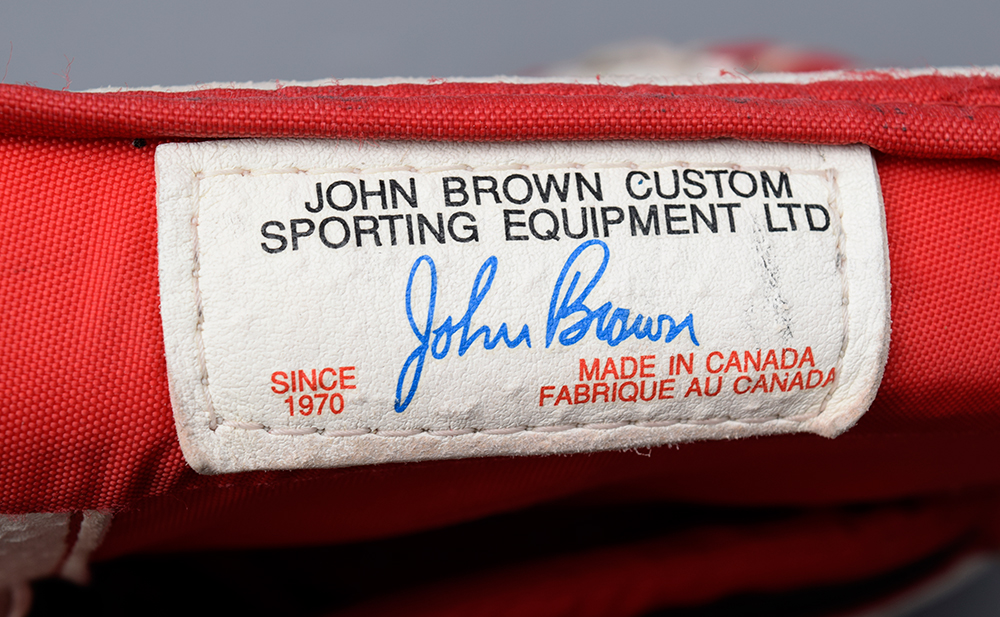 JOHN BROWN CUSTOM
SPORTING EQUIPMENT LTD
John Brown
SINCE
1970
MADE IN CANADA
FABRIQUE AU CANADA